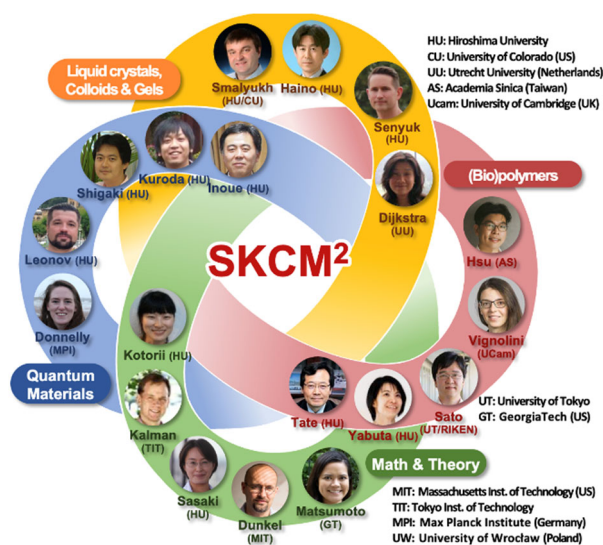 HU: Hiroshima University
CU: University of Colorado (US)
UU: Utrecht University (Netherlands)
AS: Academia Sinica (Taiwan)
Ucam: University of Cambridge (UK)
Liquid crystals,
Colloids & Gels
Smalyukh
(HU/CU)
Haino (HU)
Senyuk
(HU)
Dijkstra
(UU)
Shigaki (HU)
Kuroda (HU)
Inoue (HU)
(Bio)polymers
Leonov (HU)
SKCM²
Hsu (AS)
Donnelly
(MPI)
Vignolini
(UCam)
Kotorii (HU)
Quantum
Materials
Kalman
(TIT)
Tate (HU)
Yabuta (HU)
Sato
(UT/RIKEN)
UT: University of Tokyo
GT: GeorgiaTech (US)
Math & Theory
Sasaki
(HU)
Dunkel
(MIT)
Matsumoto
(GT)
MIT: Massachusetts Inst. of Technology (US)
TIT: Tokyo Inst. of Technology
MPI: Max Planck Institute (Germany)
UW: University of Wrocław (Poland)